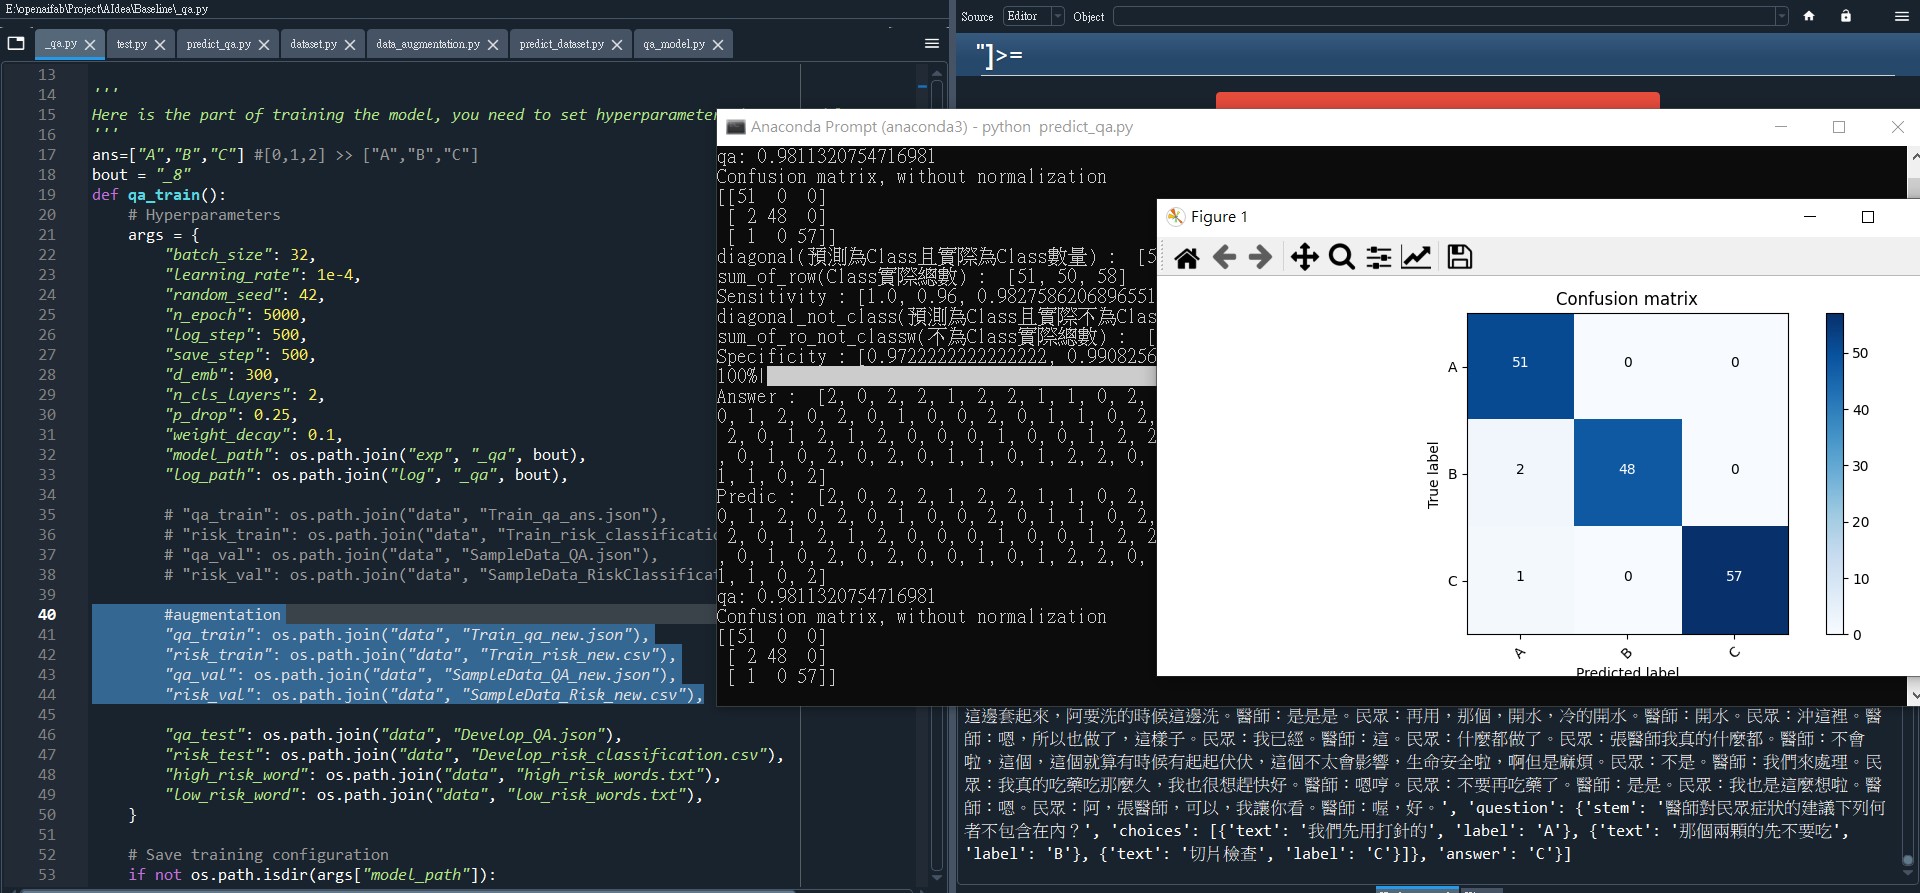 E:\openaifab\Project\AIdea\Baseline\_qa.py
_qa.py
test.py
predict_qa.py
dataset.py
data_augmentation.py
predict_dataset.py
qa_model.py
13
14 '''
15 Here is the part of training the model, you need to set hyperparamete
16 '''
17 ans=["A","B","C"] #[0,1,2] >> ["A","B","C"]
18 bout = "_8"
19 def qa_train():
20 # Hyperparameters
21 args = {
22 "batch_size": 32,
23 "learning_rate": 1e-4,
24 "random_seed": 42,
25 "n_epoch": 5000,
26 "log_step": 500,
27 "save_step": 500,
28 "d_emb": 300,
29 "n_cls_layers": 2,
30 "p_drop": 0.25,
31 "weight_decay": 0.1,
32 "model_path": os.path.join("exp", "_qa", bout),
33 "log_path": os.path.join("log", "_qa", bout),
34
35 # "qa_train": os.path.join("data", "Train_qa_ans.json"),
36 # "risk_train": os.path.join("data", "Train_risk_classificatio
37 # "qa_val": os.path.join("data", "SampleData_QA.json"),
38 # "risk_val": os.path.join("data", "SampleData_RiskClassificat
39
40 #augmentation
41 "qa_train": os.path.join("data", "Train_qa_new.json"),
42 "risk_train": os.path.join("data", "Train_risk_new.csv"),
43 "qa_val": os.path.join("data", "SampleData_QA_new.json"),
44 "risk_val": os.path.join("data", "SampleData_Risk_new.csv"),
45
46 "qa_test": os.path.join("data", "Develop_QA.json"),
47 "risk_test": os.path.join("data", "Develop_risk_classification.csv"),
48 "high_risk_word": os.path.join("data", "high_risk_words.txt"),
49 "low_risk_word": os.path.join("data", "low_risk_words.txt"),
50 }
51
52 # Save training configuration
53 if not os.path.isdir(args["model_path"]):
Source Editor Object
"]>=
Anaconda Prompt (anaconda3) - python predict_qa.py
qa: 0.9811320754716981
Confusion matrix, without normalization
[[51 0 0]
[ 2 48 0]
[ 1 0 57]]
diagonal(預測為Class且實際為Class數量) : [5
sum_of_row(Class實際總數) : [51, 50, 58]
Sensitivity : [1.0, 0.96, 0.9827586206896551
diagonal_not_class(預測為Class且實際不為Clas
sum_of_ro_not_classw(不為Class實際總數) : [
Specificity : [0.9722222222222222, 0.9908256
100%|
Answer : [2, 0, 2, 2, 1, 2, 2, 1, 1, 0, 2,
0, 1, 2, 0, 2, 0, 1, 0, 0, 2, 0, 1, 1, 0, 2,
2, 0, 1, 2, 1, 2, 0, 0, 0, 1, 0, 0, 1, 2, 2
, 0, 1, 0, 2, 0, 2, 0, 1, 1, 0, 1, 2, 2, 0,
1, 1, 0, 2]
Predic : [2, 0, 2, 2, 1, 2, 2, 1, 1, 0, 2,
0, 1, 2, 0, 2, 0, 1, 0, 0, 2, 0, 1, 1, 0, 2,
2, 0, 1, 2, 1, 2, 0, 0, 0, 1, 0, 0, 1, 2, 2
, 0, 1, 0, 2, 0, 2, 0, 0, 1, 0, 1, 2, 2, 0,
1, 1, 0, 2]
qa: 0.9811320754716981
Confusion matrix, without normalization
[[51 0 0]
[ 2 48 0]
[ 1 0 57]]
Figure 1
Confusion matrix
A 51 0 0
B 2 48 0
C 1 0 57
True label
A B C
Predicted label
50
40
30
20
10
0
這邊套起來，阿要洗的時候這邊洗。醫師：是是是。民眾：再用，那個，開水，冷的開水。醫師：開水。民眾：沖這裡。醫
師：嗯，所以也做了，這樣子。民眾：我已經。醫師：這。民眾：什麼都做了。民眾：張醫師我真的什麼都。醫師：不會
啦，這個，這個就算有時候有起起伏伏，這個不太會影響，生命安全啦，啊但是麻煩。民眾：不是。醫師：我們來處理。民
眾：我真的吃藥吃那麼久，我也很想趕快好。醫師：嗯哼。民眾：不要再吃藥了。醫師：是是。民眾：我也是這麼想啦。醫
師：嗯。民眾：阿，張醫師，可以，我讓你看。醫師：喔，好。', 'question': {'stem': '醫師對民眾症狀的建議下列何
者不包含在內？', 'choices': [{'text': '我們先用打針的', 'label': 'A'}, {'text': '那個兩顆的先不要吃',
'label': 'B'}, {'text': '切片檢查', 'label': 'C'}]}, 'answer': 'C'}]